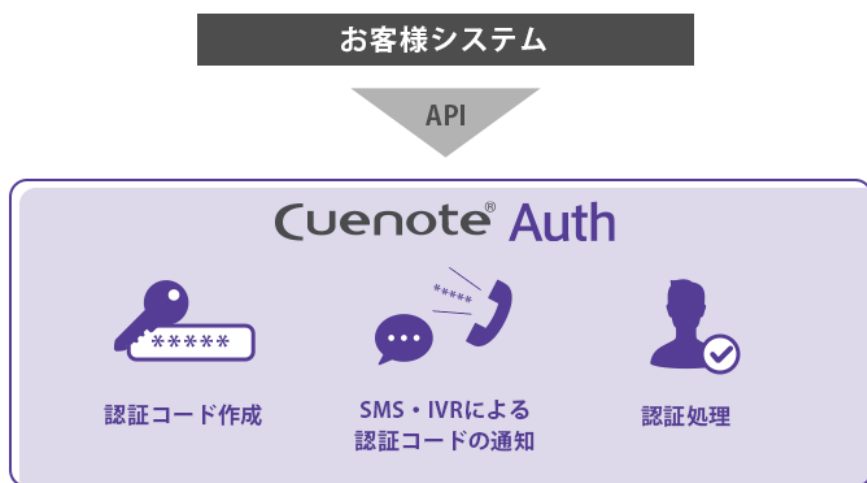 お客様システム
API
Cuenote® Auth
*****
*****
認証コード作成
SMS・IVRによる
認証コードの通知
認証処理